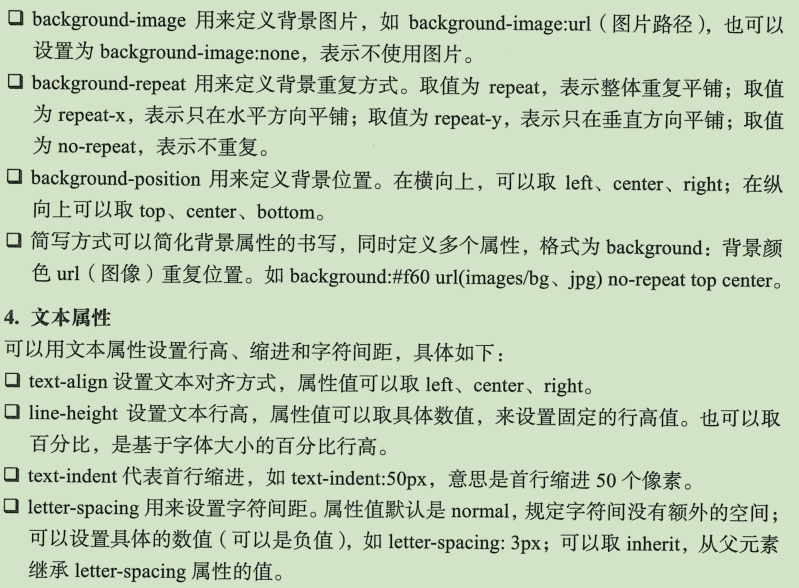 ❑ background-image 用来定义背景图片，如 background-image:url（图片路径），也可以
设置为 background-image:none，表示不使用图片。
❑ background-repeat 用来定义背景重复方式。取值为 repeat，表示整体重复平铺；取值
为 repeat-x，表示只在水平方向平铺；取值为 repeat-y，表示只在垂直方向平铺；取值
为 no-repeat，表示不重复。
❑ background-position 用来定义背景位置。在横向上，可以取 left、center、right；在纵
向上可以取 top、center、bottom。
❑ 简写方式可以简化背景属性的书写，同时定义多个属性，格式为 background：背景颜
色 url（图像）重复位置。如 background:#f60 url(images/bg、jpg) no-repeat top center。
4. 文本属性
可以用文本属性设置行高、缩进和字符间距，具体如下：
❑ text-align 设置文本对齐方式，属性值可以取 left、center、right。
❑ line-height 设置文本行高，属性值可以取具体数值，来设置固定的行高值。也可以取
百分比，是基于字体大小的百分比行高。
❑ text-indent 代表首行缩进，如 text-indent:50px，意思是首行缩进 50 个像素。
❑ letter-spacing 用来设置字符间距。属性值默认是 normal，规定字符间没有额外的空间；
可以设置具体的数值（可以是负值），如 letter-spacing: 3px；可以取 inherit，从父元素
继承 letter-spacing 属性的值。